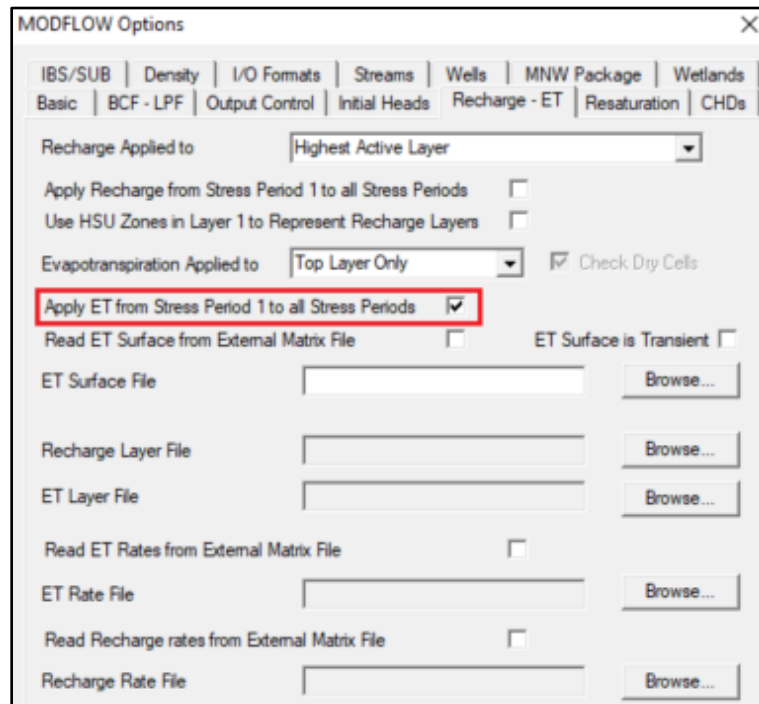 MODFLOW Options
IBS/SUB Density I/O Formats Streams Wells MNW Package Wetlands
Basic BCF - LPF Output Control Initial Heads Recharge - ET Resaturation CHDs
Recharge Applied to Highest Active Layer
Apply Recharge from Stress Period 1 to all Stress Periods
Use HSU Zones in Layer 1 to Represent Recharge Layers
Evapotranspiration Applied to Top Layer Only Check Dry Cells
Apply ET from Stress Period 1 to all Stress Periods
Read ET Surface from External Matrix File ET Surface is Transient
ET Surface File Browse...
Recharge Layer File Browse...
ET Layer File Browse...
Read ET Rates from External Matrix File
ET Rate File Browse...
Read Recharge rates from External Matrix File
Recharge Rate File Browse...